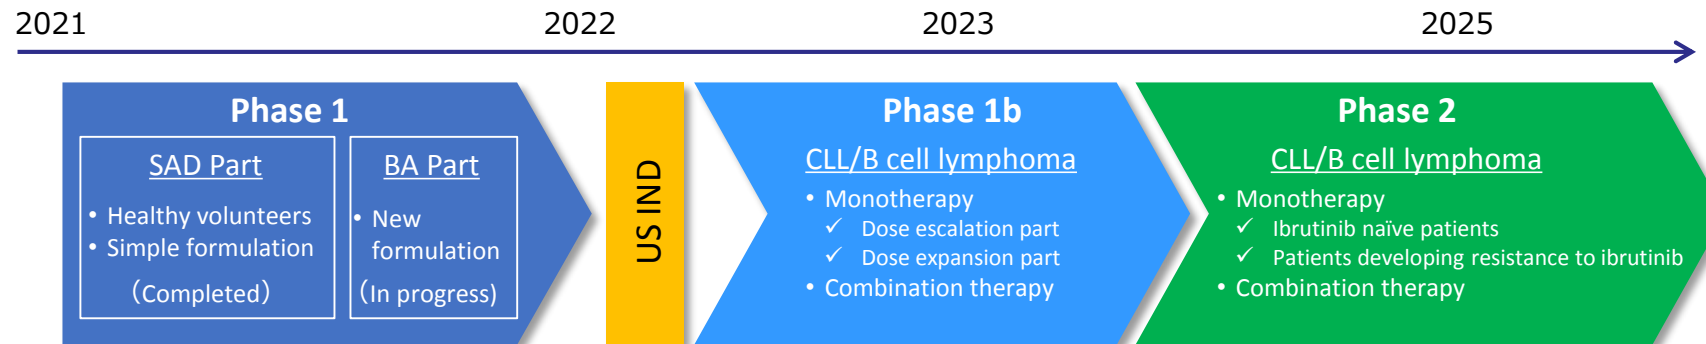 2021 2022 2023 2025
Phase 1
SAD Part
• Healthy volunteers
• Simple formulation
（Completed）
BA Part
• New
formulation
（In progress)
US IND
Phase 1b
CLL/B cell lymphoma
• Monotherapy
✓ Dose escalation part
✓ Dose expansion part
• Combination therapy
Phase 2
CLL/B cell lymphoma
• Monotherapy
✓ Ibrutinib naïve patients
✓ Patients developing resistance to ibrutinib
• Combination therapy